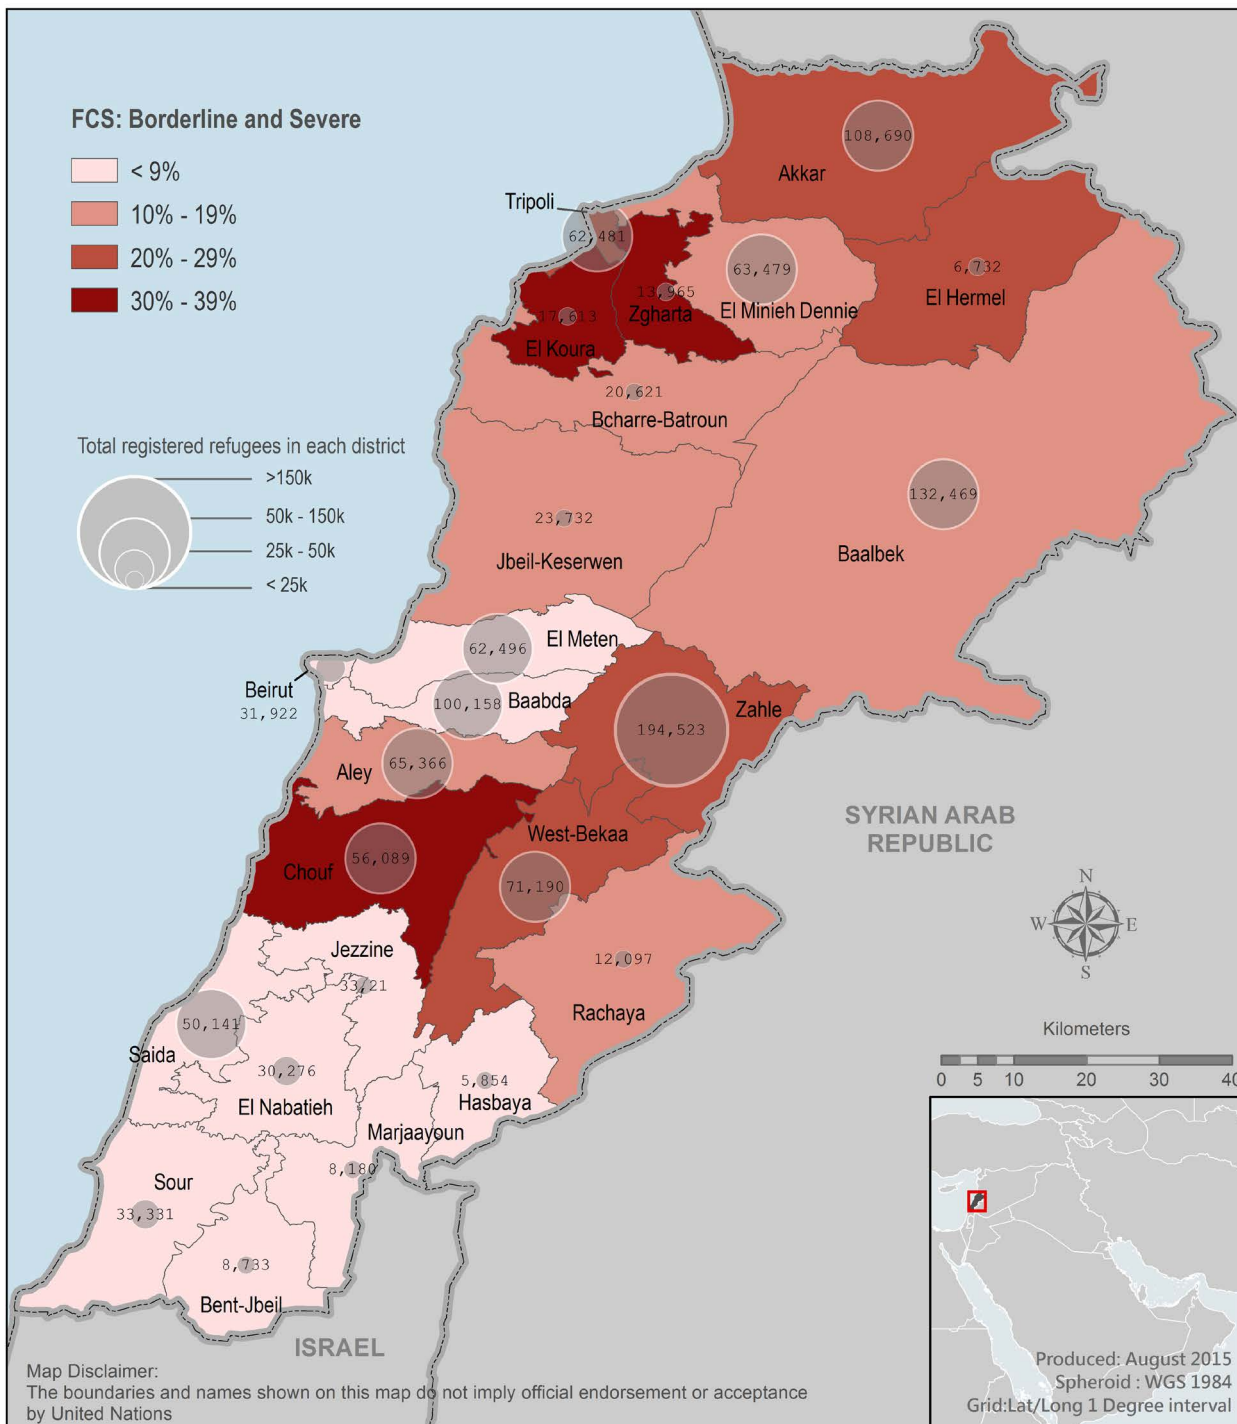 FCS: Borderline and Severe
< 9%
10% - 19%
20% - 29%
30% - 39%
Total registered refugees in each district
>150k
50k - 150k
25k - 50k
< 25k
108,690
Akkar
Tripoli
62,481
63,479
El Minieh Dennie
6,732
El Hermel
13,965
Zgharta
17,613
El Koura
20,621
Bcharre-Batroun
132,469
Baalbek
23,732
Jbeil-Keserwen
El Meten
62,496
Beirut
31,922
Baabda
100,158
Zahle
194,523
Aley
65,366
SYRIAN ARAB
REPUBLIC
West-Bekaa
71,190
Chouf
56,089
N
W
E
S
Jezzine
33,21
12,097
Rachaya
50,141
Saida
30,276
El Nabatieh
5,854
Hasbaya
Marjaayoun
8,180
Sour
33,331
8,733
Bent-Jbeil
Kilometers
0 5 10 20 30 40
ISRAEL
Map Disclaimer:
The boundaries and names shown on this map do not imply official endorsement or acceptance
by United Nations
Produced: August 2015
Spheroid : WGS 1984
Grid:Lat/Long 1 Degree interval